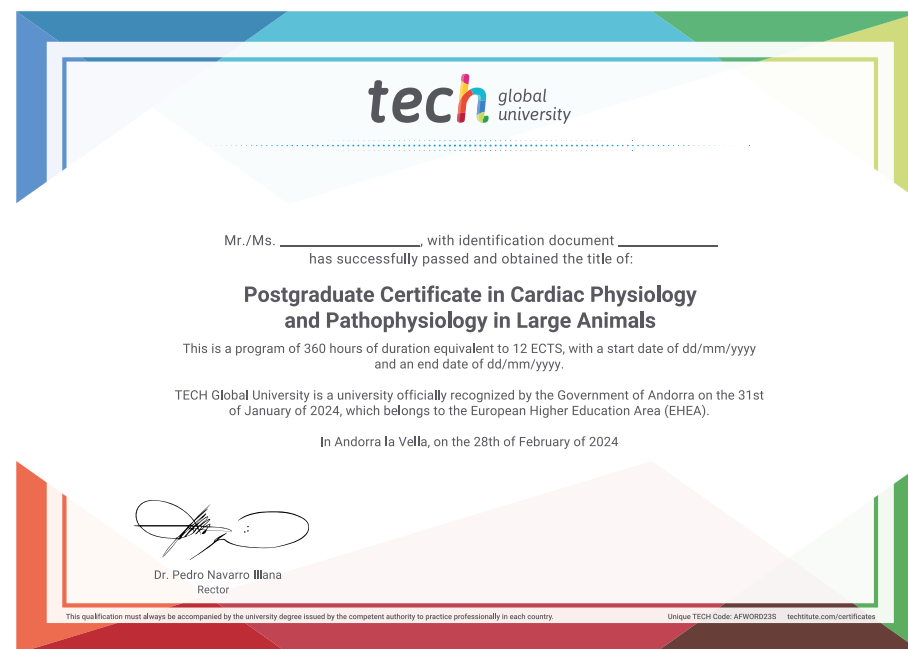 tech global university
Mr./Ms. ____________, with identification document ____________
has successfully passed and obtained the title of:
Postgraduate Certificate in Cardiac Physiology
and Pathophysiology in Large Animals
This is a program of 360 hours of duration equivalent to 12 ECTS, with a start date of dd/mm/yyyy
and an end date of dd/mm/yyyy.
TECH Global University is a university officially recognized by the Government of Andorra on the 31st
of January of 2024, which belongs to the European Higher Education Area (EHEA).
In Andorra la Vella, on the 28th of February of 2024
Dr. Pedro Navarro Illana
Rector
This qualification must always be accompanied by the university degree issued by the competent authority to practice professionally in each country.
Unique TECH Code: AFWORD23S techtitute.com/certificates